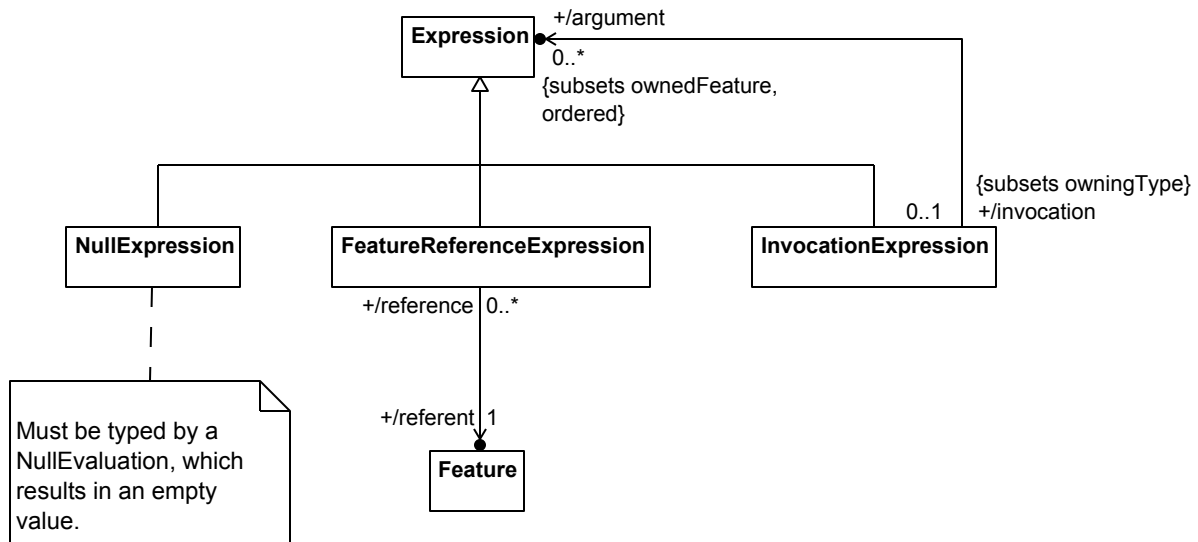 +/argument
Expression
0..*
{subsets ownedFeature,
ordered}
{subsets owningType}
0..1 +/invocation
NullExpression
FeatureReferenceExpression
InvocationExpression
+/reference 0..*
+/referent 1
Feature
Must be typed by a
NullEvaluation, which
results in an empty
value.